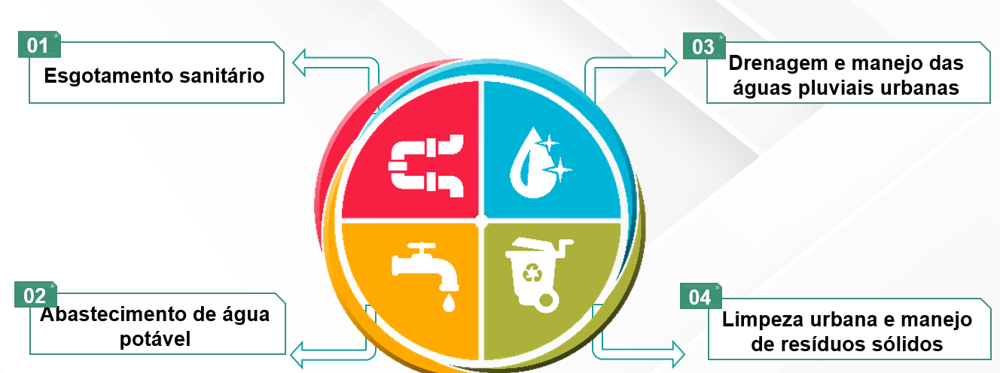 01
Esgotamento sanitário
02
Abastecimento de água
potável
03
Drenagem e manejo das
águas pluviais urbanas
04
Limpeza urbana e manejo
de resíduos sólidos